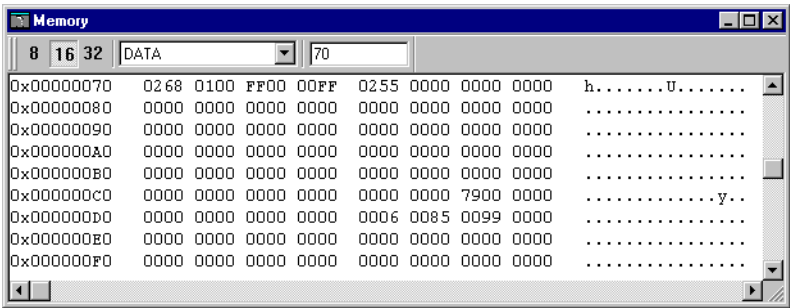 Memory
8 16 32 DATA 70
0x00000070 0268 0100 FF00 00FF 0255 0000 0000 0000 h.......U.......
0x00000080 0000 0000 0000 0000 0000 0000 0000 0000 ................
0x00000090 0000 0000 0000 0000 0000 0000 0000 0000 ................
0x000000A0 0000 0000 0000 0000 0000 0000 0000 0000 ................
0x000000B0 0000 0000 0000 0000 0000 0000 0000 0000 ................
0x000000C0 0000 0000 0000 0000 0000 0000 7900 0000 .............y..
0x000000D0 0000 0000 0000 0000 0006 0085 0099 0000 ................
0x000000E0 0000 0000 0000 0000 0000 0000 0000 0000 ................
0x000000F0 0000 0000 0000 0000 0000 0000 0000 0000 ................